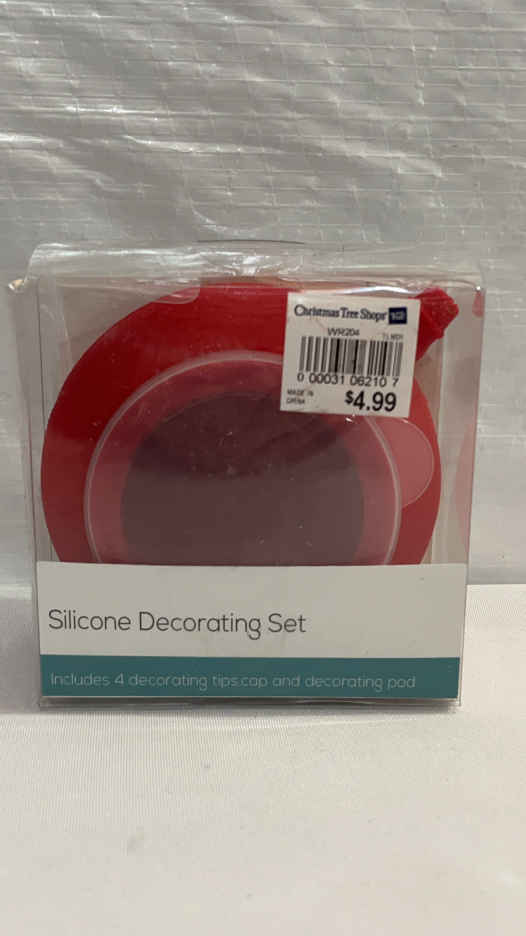 Christmas Tree Shops
WR204
0 00031 06210 7
MADE IN
CHINA
$4.99
Silicone Decorating Set
Includes 4 decorating tips,cap and decorating pod